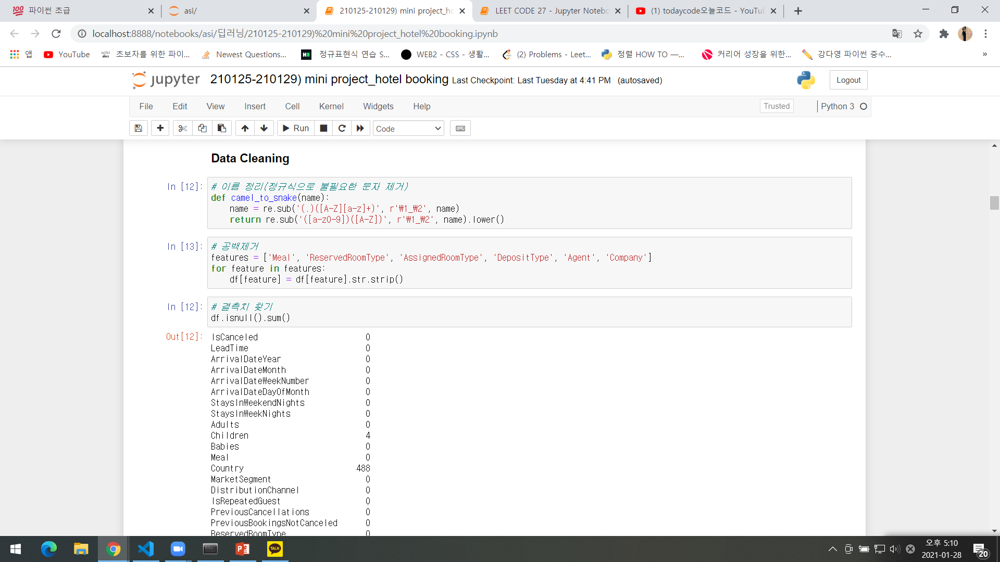 파이썬 초급
asi/
210125-210129) mini project_ho
LEET CODE 27 - Jupyter Notebo
(1) todaycode오늘코드 - YouTub
localhost:8888/notebooks/asi/딥러닝/210125-210129)%20mini%20project_hotel%20booking.ipynb
앱
YouTube
초보자를 위한 파이...
Newest Questions...
정규표현식 연습 S...
WEB2 - CSS - 생활...
(2) Problems - Leet...
정렬 HOW TO —...
커리어 성장을 위한...
강다영 파이썬 중수...
»
jupyter
210125-210129) mini project_hotel booking Last Checkpoint: Last Tuesday at 4:41 PM (autosaved)
Logout
File Edit View Insert Cell Kernel Widgets Help
Trusted
Python 3
Run
Code
Data Cleaning
In [12]:
# 이름 정리(정규식으로 불필요한 문자 제거)
def camel_to_snake(name):
    name = re.sub('(.)([A-Z][a-z]+)', r'₩1_₩2', name)
    return re.sub('([a-z0-9])([A-Z])', r'₩1_₩2', name).lower()
In [13]:
# 공백제거
features = ['Meal', 'ReservedRoomType', 'AssignedRoomType', 'DepositType', 'Agent', 'Company']
for feature in features:
    df[feature] = df[feature].str.strip()
In [12]:
# 결측치 찾기
df.isnull().sum()
Out[12]:
IsCanceled 0
LeadTime 0
ArrivalDateYear 0
ArrivalDateMonth 0
ArrivalDateWeekNumber 0
ArrivalDateDayOfMonth 0
StaysInWeekendNights 0
StaysInWeekNights 0
Adults 0
Children 4
Babies 0
Meal 0
Country 488
MarketSegment 0
DistributionChannel 0
IsRepeatedGuest 0
PreviousCancellations 0
PreviousBookingsNotCanceled 0
ReservedRoomType 0
오후 5:10
2021-01-28
20